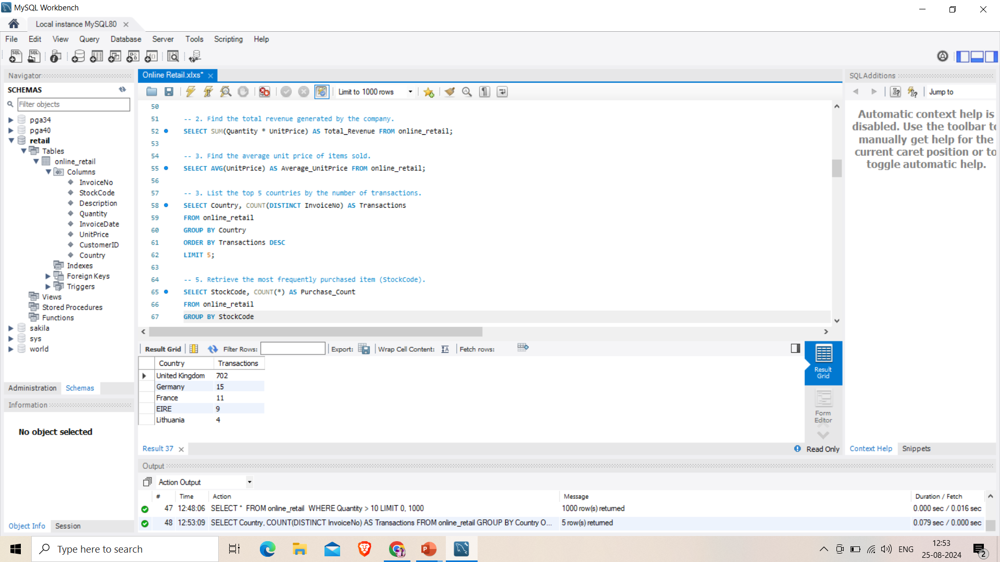 MySQL Workbench
Local instance MySQL80
File Edit View Query Database Server Tools Scripting Help
Navigator
SCHEMAS
Filter objects
pga34
pga40
retail
Tables
online_retail
Columns
InvoiceNo
StockCode
Description
Quantity
InvoiceDate
UnitPrice
CustomerID
Country
Indexes
Foreign Keys
Triggers
Views
Stored Procedures
Functions
sakila
sys
world
Administration Schemas
Information
No object selected
Object Info Session
Online Retail.xlxs*
Limit to 1000 rows
50
51 -- 2. Find the total revenue generated by the company.
52 SELECT SUM(Quantity * UnitPrice) AS Total_Revenue FROM online_retail;
53
54 -- 3. Find the average unit price of items sold.
55 SELECT AVG(UnitPrice) AS Average_UnitPrice FROM online_retail;
56
57 -- 3. List the top 5 countries by the number of transactions.
58 SELECT Country, COUNT(DISTINCT InvoiceNo) AS Transactions
59 FROM online_retail
60 GROUP BY Country
61 ORDER BY Transactions DESC
62 LIMIT 5;
63
64 -- 5. Retrieve the most frequently purchased item (StockCode).
65 SELECT StockCode, COUNT(*) AS Purchase_Count
66 FROM online_retail
67 GROUP BY StockCode
Result Grid Filter Rows: Export: Wrap Cell Content: Fetch rows:
Country Transactions
United Kingdom 702
Germany 15
France 11
EIRE 9
Lithuania 4
Result Grid
Form Editor
Result 37
Read Only
SQLAdditions
Jump to
Automatic context help is
disabled. Use the toolbar to
manually get help for the
current caret position or to
toggle automatic help.
Context Help Snippets
Output
Action Output
# Time Action Message Duration / Fetch
47 12:48:06 SELECT * FROM online_retail WHERE Quantity > 10 LIMIT 0, 1000 1000 row(s) returned 0.000 sec / 0.016 sec
48 12:53:09 SELECT Country, COUNT(DISTINCT InvoiceNo) AS Transactions FROM online_retail GROUP BY Country O... 5 row(s) returned 0.079 sec / 0.000 sec
Type here to search
ENG
12:53
25-08-2024
2